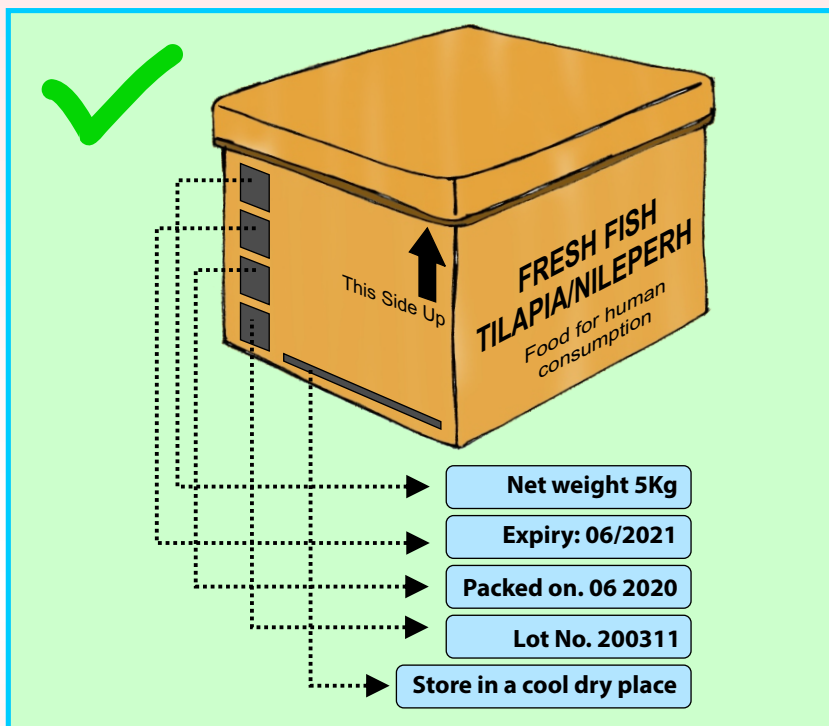 This Side Up
FRESH FISH
TILAPIA/NILEPERH
Food for human
consumption
Net weight 5Kg
Expiry: 06/2021
Packed on. 06 2020
Lot No. 200311
Store in a cool dry place